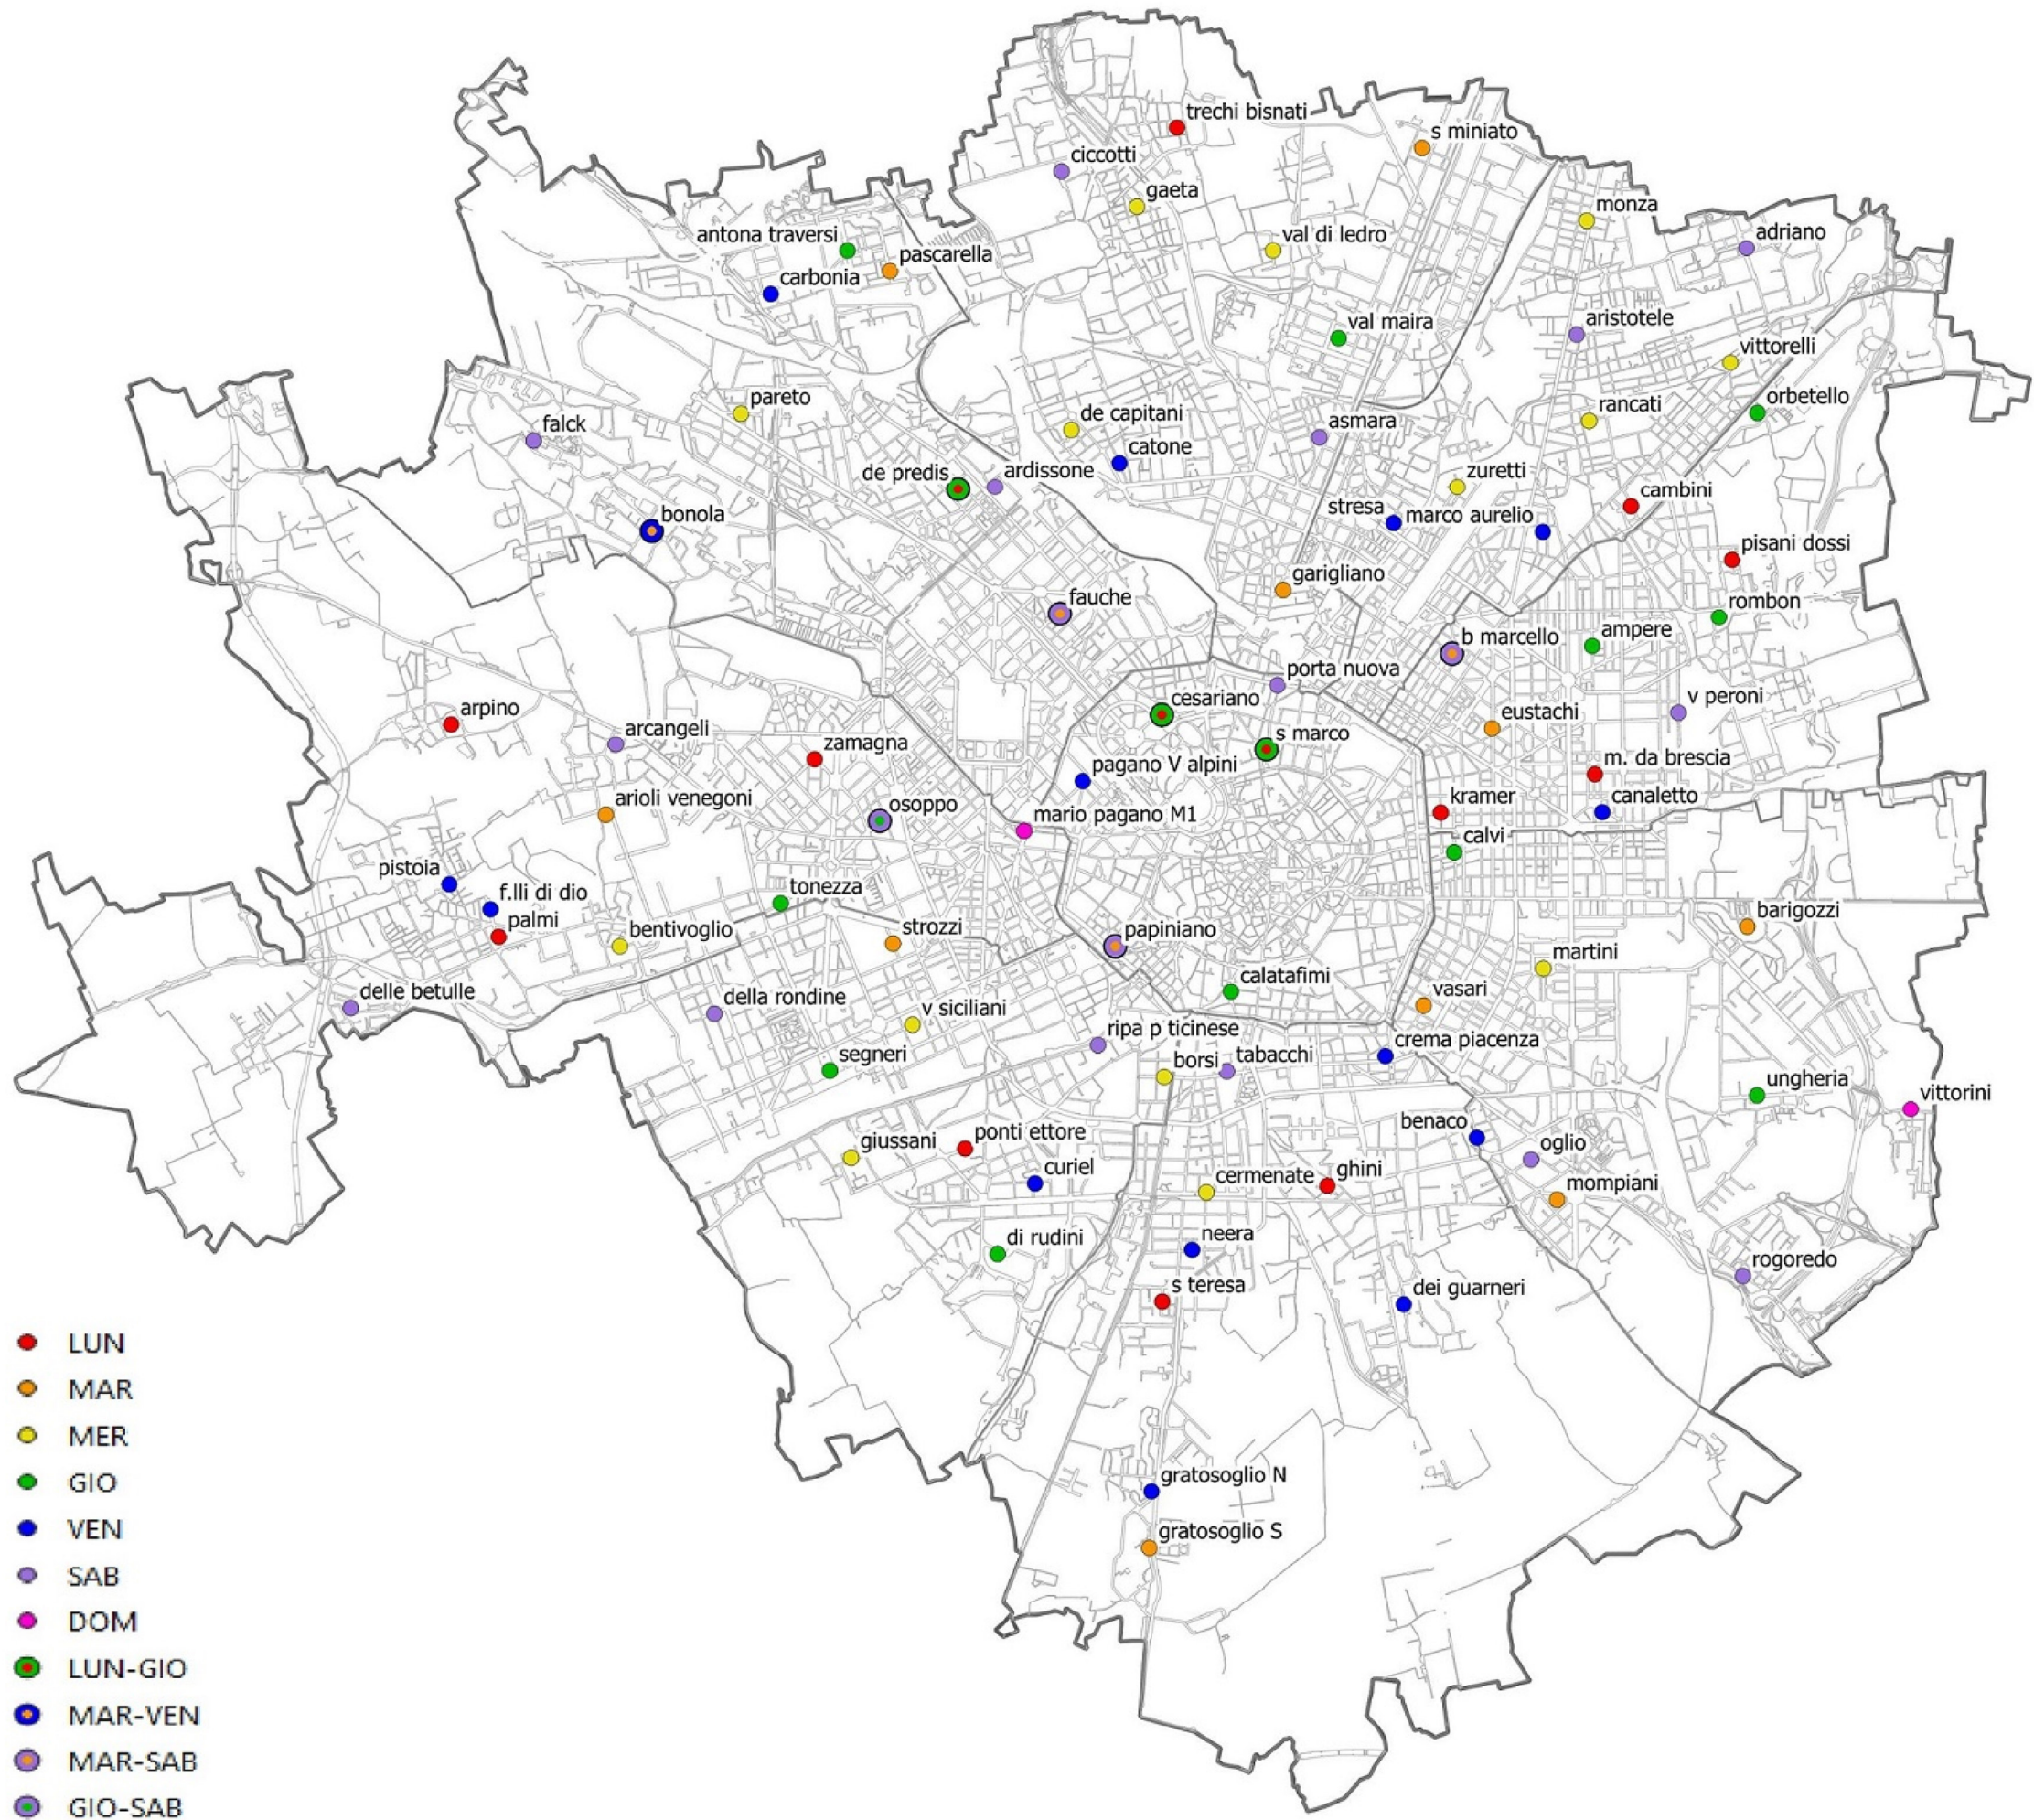 trechi bisnati
s miniato
ciccotti
gaeta
monza
antona traversi
val di ledro
adriano
pascarella
carbonia
val maira
aristotele
vittorelli
pareto
orbetello
rancati
de capitani
falck
asmara
catone
de predis
ardissone
zuretti
cambini
stresa
marco aurelio
bonola
pisani dossi
garigliano
fauche
rombon
ampere
b marcello
porta nuova
v peroni
cesariano
arpino
eustachi
arcangeli
s marco
zamagna
m. da brescia
pagano V alpini
kramer
canaletto
arioli venegoni
osoppo
mario pagano M1
calvi
pistoia
tonezza
f.lli di dio
barigozzi
palmi
strozzi
bentivoglio
papiniano
martini
calatafimi
vasari
delle betulle
della rondine
v siciliani
ripa p ticinese
crema piacenza
segneri
borsi
tabacchi
ungheria
vittorini
benaco
ponti ettore
giussani
oglio
curiel
ghini
cermenate
mompiani
neera
di rudini
rogoredo
s teresa
dei guarneri
gratosoglio N
gratosoglio S
LUN
MAR
MER
GIO
VEN
SAB
DOM
LUN-GIO
MAR-VEN
MAR-SAB
GIO-SAB